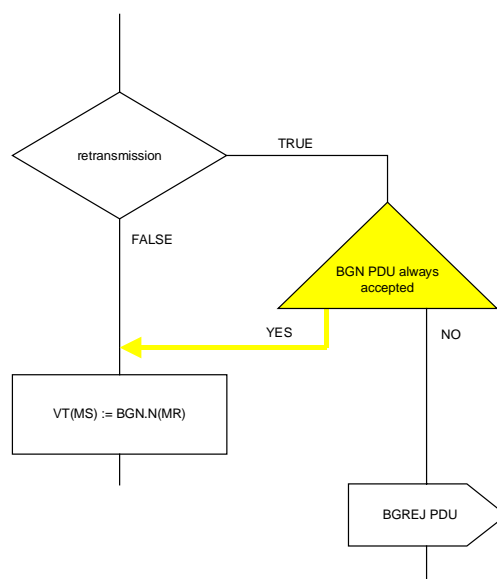 retransmission
TRUE
FALSE
BGN PDU always
accepted
YES
NO
VT(MS) := BGN.N(MR)
BGREJ PDU